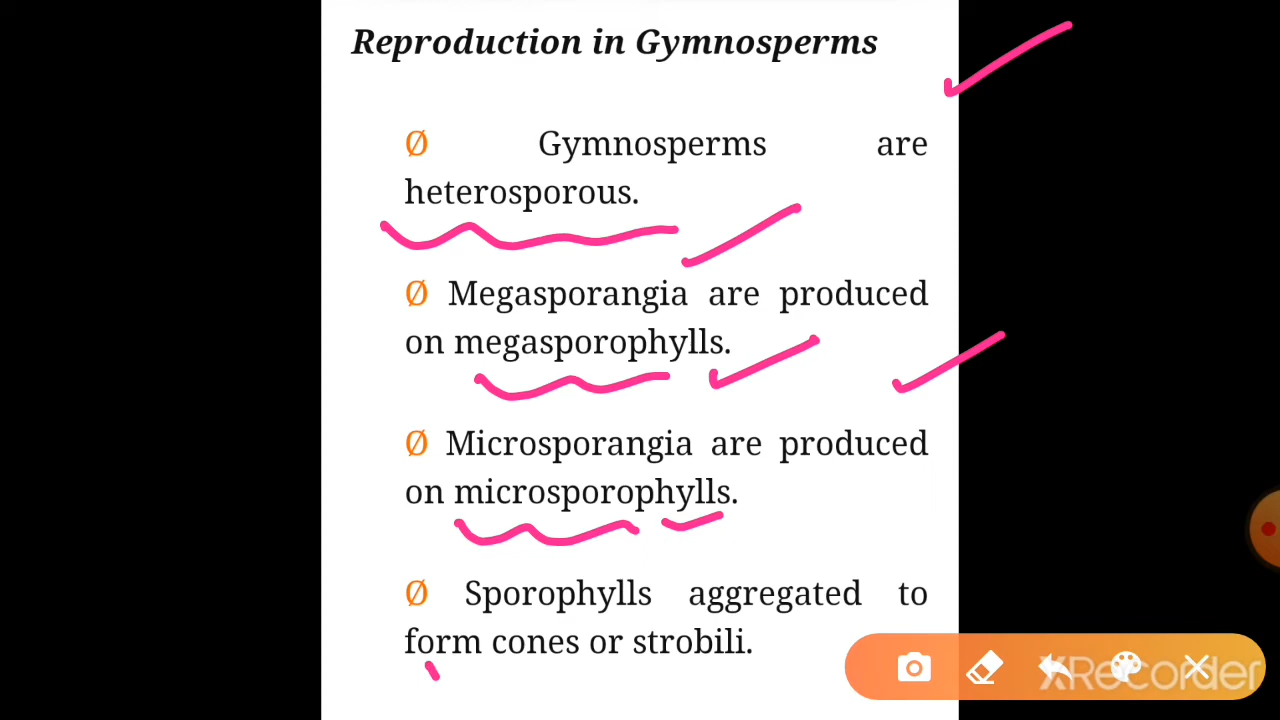 Reproduction in Gymnosperms
Ø Gymnosperms are
heterosporous.
Ø Megasporangia are produced
on megasporophylls.
Ø Microsporangia are produced
on microsporophylls.
Ø Sporophylls aggregated to
form cones or strobili.
XRecorder